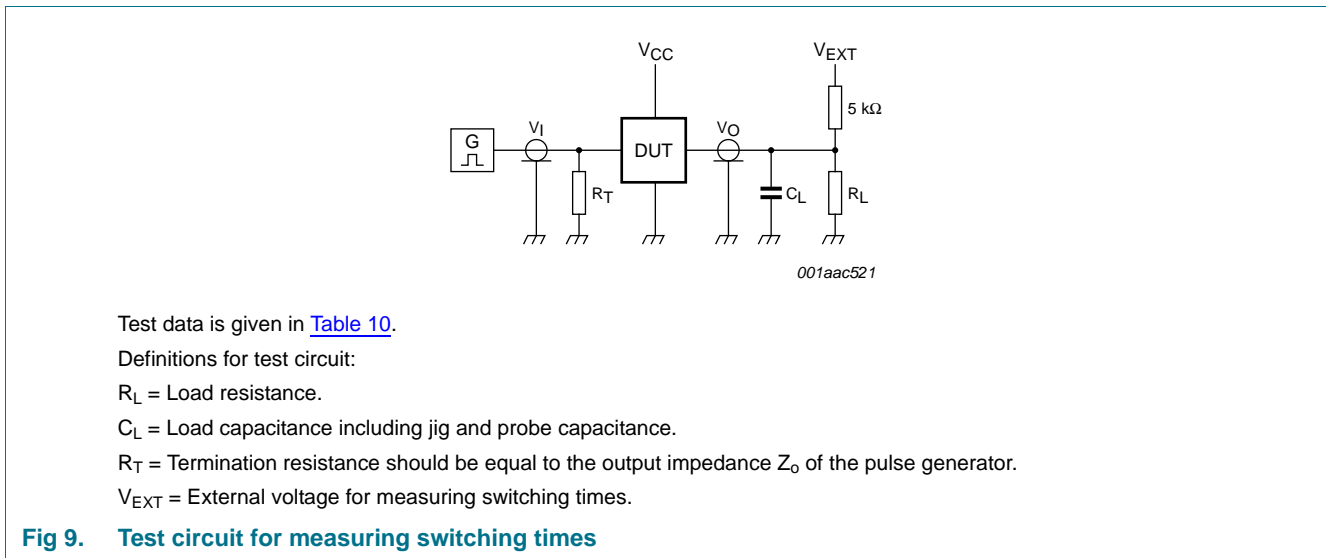 V_CC V_EXT
5 kΩ
G V_I DUT V_O
R_T C_L R_L
001aac521
Test data is given in Table 10.
Definitions for test circuit:
R_L = Load resistance.
C_L = Load capacitance including jig and probe capacitance.
R_T = Termination resistance should be equal to the output impedance Z_o of the pulse generator.
V_EXT = External voltage for measuring switching times.
Fig 9. Test circuit for measuring switching times